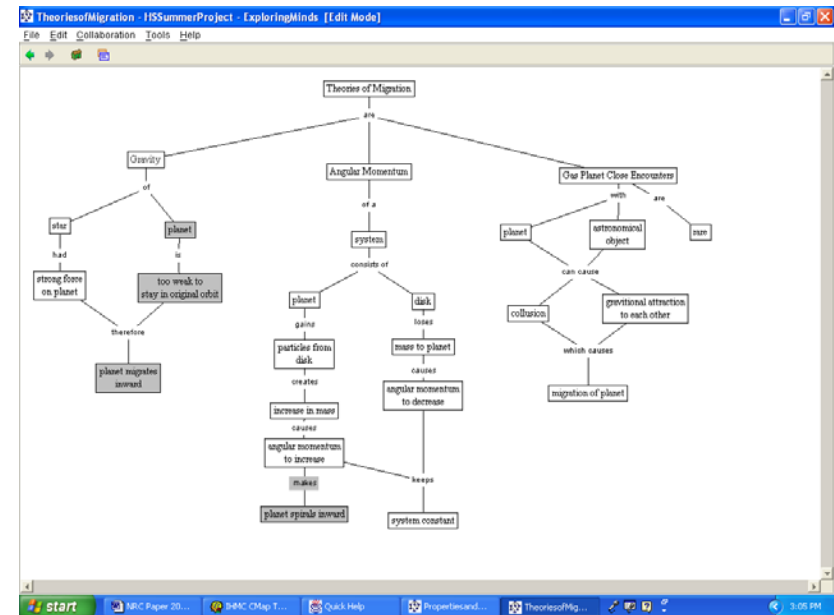 TheoriesofMigration - HSSummerProject - ExploringMinds [Edit Mode]
File Edit Collaboration Tools Help
Theories of Migration
are
Gravity
Angular Momentum
Gas Planet Close Encounters
of
of a
with
are
star
planet
system
planet
astronomical
object
rare
had
is
consists of
can cause
strong force
on planet
too weak to
stay in original orbit
planet
disk
collusion
gravitional attraction
to each other
therefore
gains
loses
which causes
planet migrates
inward
particles from
disk
mass to planet
migration of planet
creates
causes
increase in mass
angular momentum
to decrease
causes
angular momentum
to increase
makes
keeps
planet spirals inward
system constant
start
NRC Paper 20...
IHMC CMap T...
Quick Help
Propertiesand...
TheoriesofMig...
3:05 PM